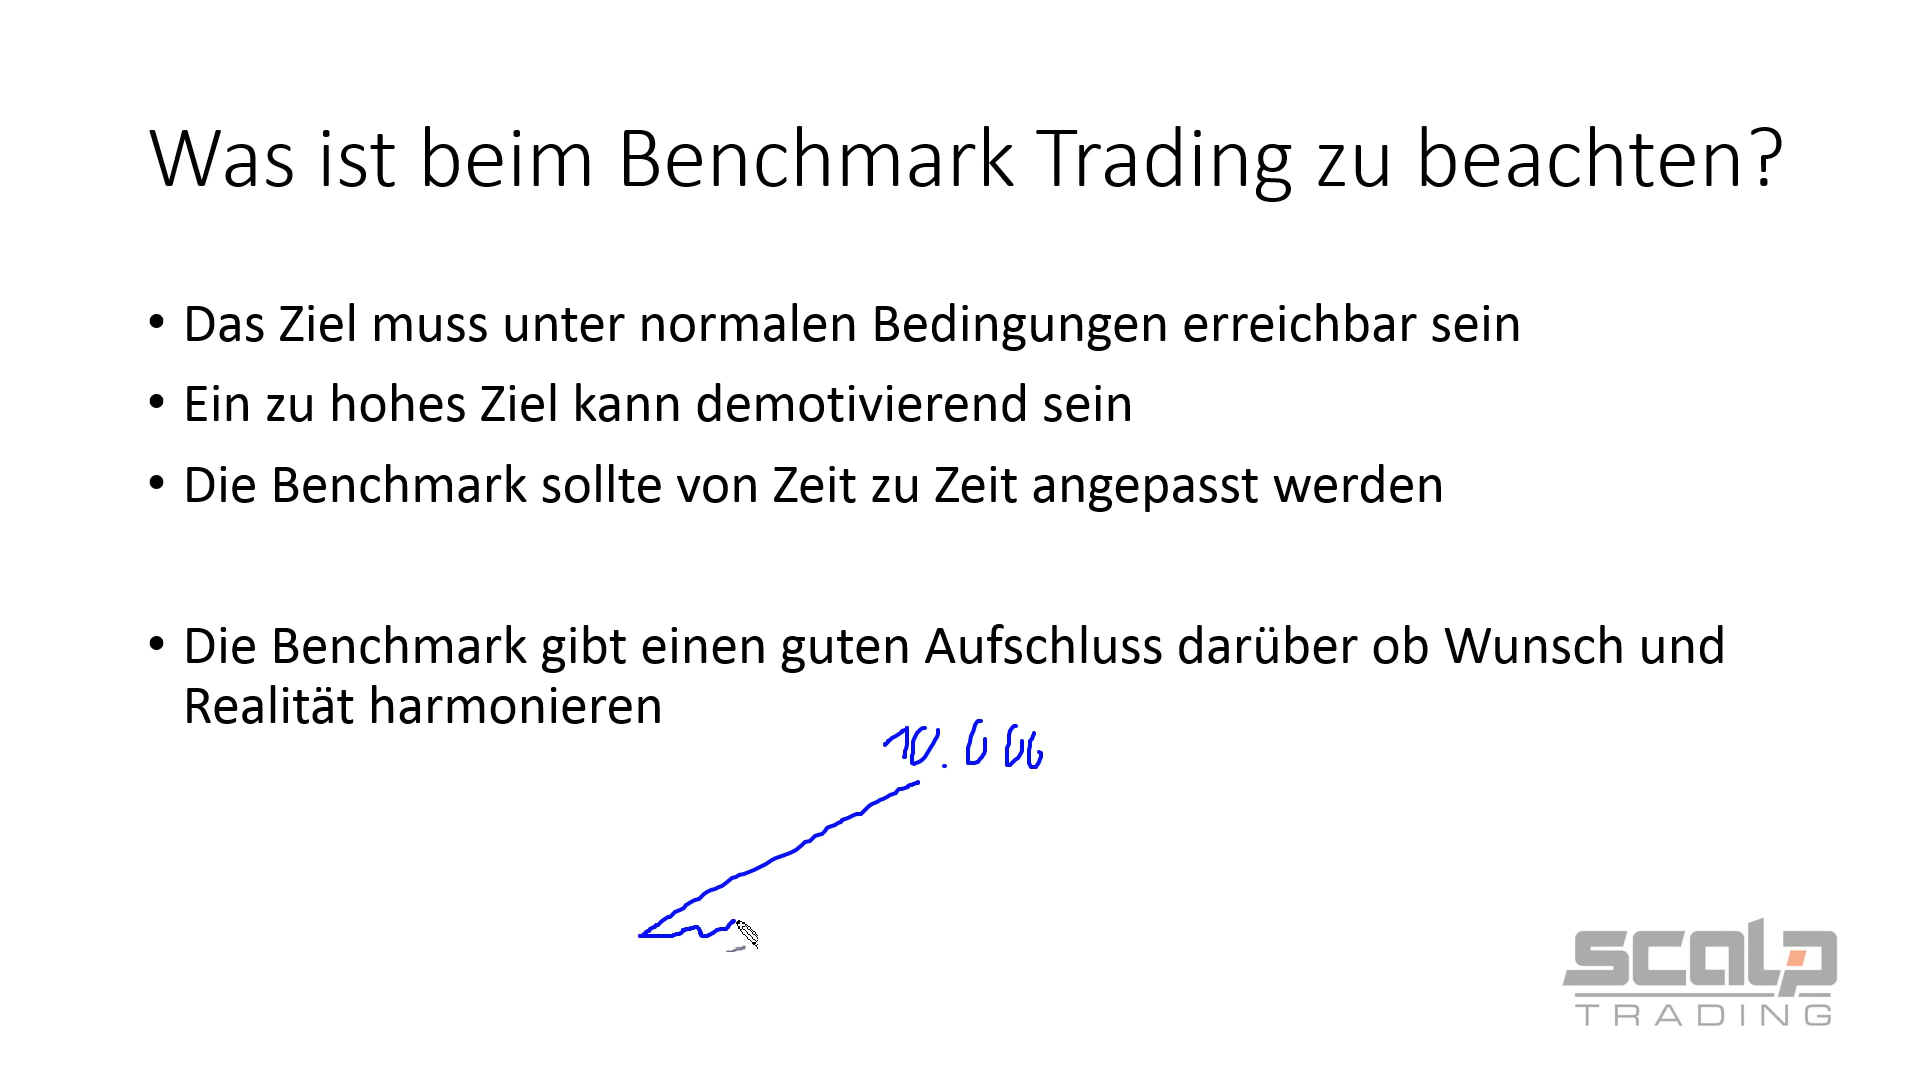 Was ist beim Benchmark Trading zu beachten?
• Das Ziel muss unter normalen Bedingungen erreichbar sein
• Ein zu hohes Ziel kann demotivierend sein
• Die Benchmark sollte von Zeit zu Zeit angepasst werden
• Die Benchmark gibt einen guten Aufschluss darüber ob Wunsch und
Realität harmonieren
10.000
scalp
TRADING